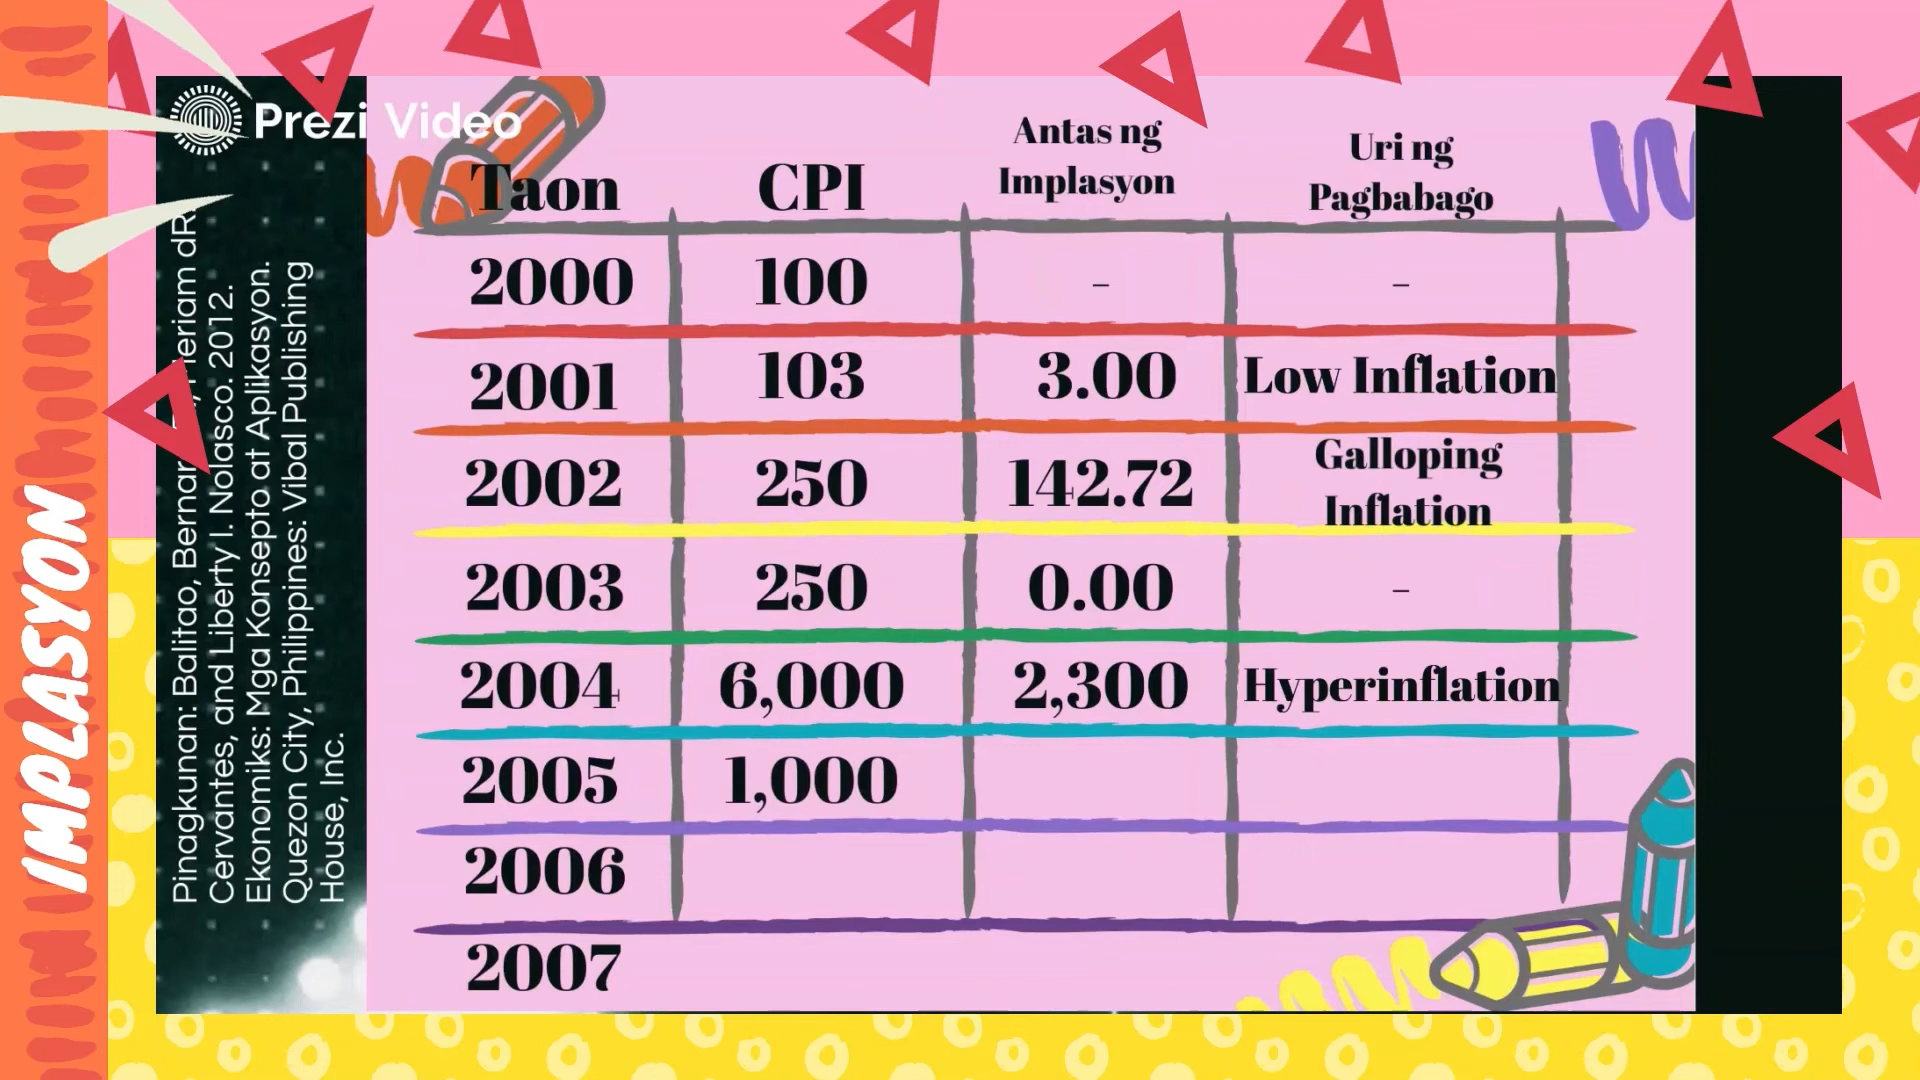 Prezi Video
Taon CPI Antas ng Implasyon Uri ng Pagbabago
2000 100 - -
2001 103 3.00 Low Inflation
2002 250 142.72 Galloping Inflation
2003 250 0.00 -
2004 6,000 2,300 Hyperinflation
2005 1,000
2006
2007
IMPLASYON
Pinagkunan: Balitao, dR.
Cervantes, and Liberty I. Nolasco. 2012.
Ekonomiks: Mga Konsepto at Aplikasyon.
Quezon City, Philippines: Vibal Publishing
House, Inc.